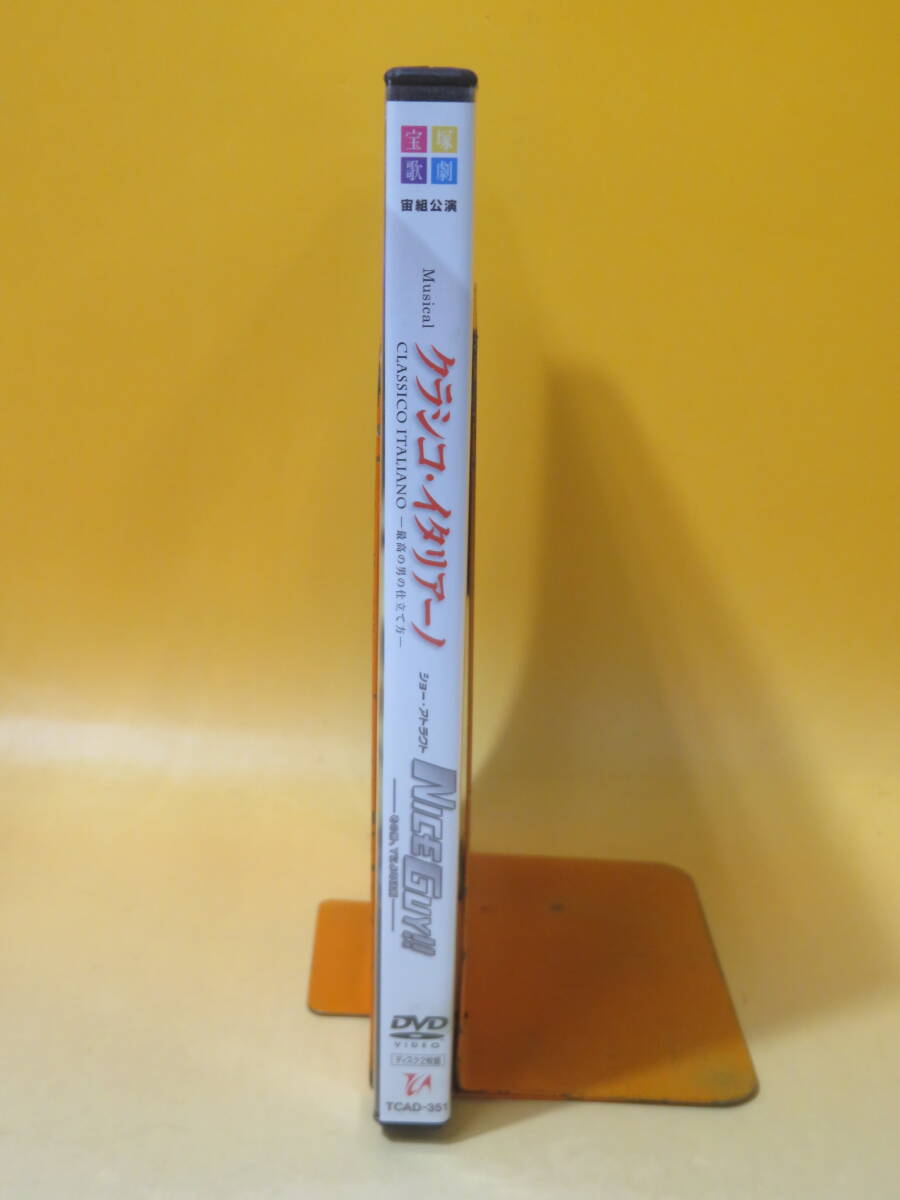 宝塚
歌劇
宙組公演
Musical
クラシコ・イタリアーノ
CLASSICO ITALIANO ―最高の男の仕立て方―
ショー・アトラクト
NICE GUY!!
DVD
VIDEO
ディスク2枚組
TCAD-351